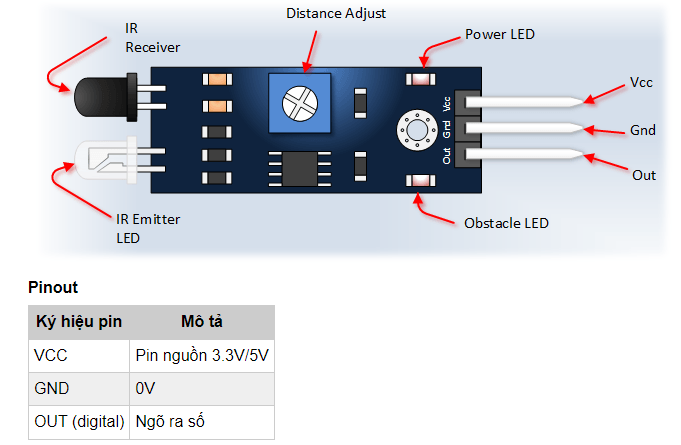 Distance Adjust
IR
Receiver
Power LED
Vcc
Vcc
Gnd
Gnd
Out
Out
IR Emitter
LED
Obstacle LED
Pinout
Ký hiệu pin Mô tả
VCC Pin nguồn 3.3V/5V
GND 0V
OUT (digital) Ngõ ra số